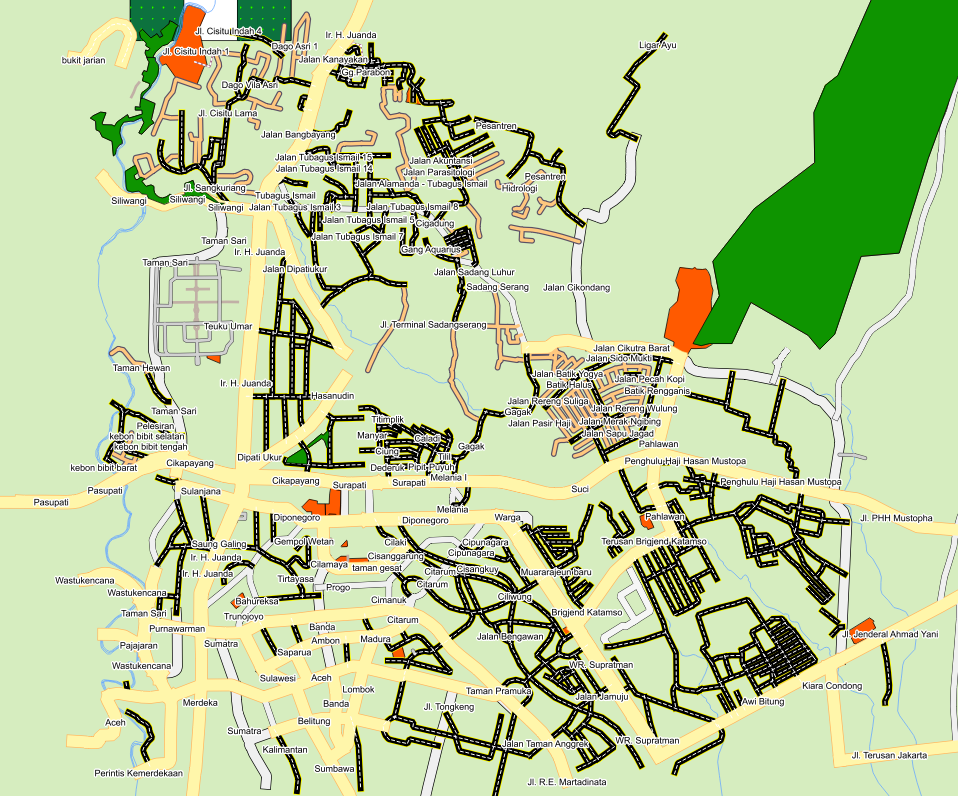 Jl. Cisitu Indah 4
Ir. H. Juanda
Dago Asri 1
Ligar Ayu
Jl. Cisitu Indah 1
bukit jarian
Jalan Kanayakan
Gg Parabon
Dago Vila Asri
Jl. Cisitu Lama
Pesantren
Jalan Bangbayang
Jalan Tubagus Ismail 15
Jalan Akuntansi
Jalan Tubagus Ismail 14
Jalan Parasitologi
Pesantren
Jalan Alamanda - Tubagus Ismail
Jl. Sangkuriang
Hidrologi
Tubagus Ismail
Siliwangi
Siliwangi
Siliwangi
Jalan Tubagus Ismail 3
Jalan Tubagus Ismail 8
Jalan Tubagus Ismail 5
Cigadung
Jalan Tubagus Ismail 7
Taman Sari
Ir. H. Juanda
Gang Aquarius
Taman Sari
Jalan Dipatiukur
Jalan Sadang Luhur
Sadang Serang
Jalan Cikondang
Teuku Umar
Jl. Terminal Sadangserang
Jalan Cikutra Barat
Jalan Sido Mukti
Taman Hewan
Jalan Batik Yogya
Jalan Pecah Kopi
Ir. H. Juanda
Batik Halus
Batik Rengganis
Hasanudin
Jalan Rereng Suliga
Jalan Rereng Wulung
Taman Sari
Gagak
Titimplik
Jalan Pasir Haji
Jalan Merak Ngibing
Pelesiran
kebon bibit selatan
Manyar
Caladi
Jalan Sapu Jagad
kebon bibit tengah
Gagak
Pahlawan
Ciung
Tilil
Dipati Ukur
Cikapayang
kebon bibit barat
Dederuk
Pipit
Puyuh
Penghulu Haji Hasan Mustopa
Melania I
Cikapayang
Surapati
Surapati
Suci
Penghulu Haji Hasan Mustopa
Pasupati
Pasupati
Sulanjana
Melania
Diponegoro
Diponegoro
Warga
Pahlawan
Jl. PHH Mustopha
Saung Galing
Gempol Wetan
Cilaki
Cipunagara
Terusan Brigjend Katamso
Ir. H. Juanda
Cisanggarung
Cipunagara
Cilamaya
taman gesat
Ir. H. Juanda
Citarum
Cisangkuy
Muararajeunbaru
Wastukencana
Tirtayasa
Progo
Citarum
Wastukencana
Bahureksa
Cimanuk
Ciliwung
Taman Sari
Trunojoyo
Citarum
Brigjend Katamso
Purnawarman
Banda
Jalan Bengawan
Jl. Jenderal Ahmad Yani
Pajajaran
Sumatra
Ambon
Madura
Saparua
Wastukencana
WR. Supratman
Sulawesi
Aceh
Kiara Condong
Lombok
Taman Pramuka
Jalan Jamuju
Merdeka
Banda
Jl. Tongkeng
Awi Bitung
Aceh
Belitung
Sumatra
Kalimantan
Jalan Taman Anggrek
WR. Supratman
Jl. Terusan Jakarta
Perintis Kemerdekaan
Sumbawa
Jl. R.E. Martadinata